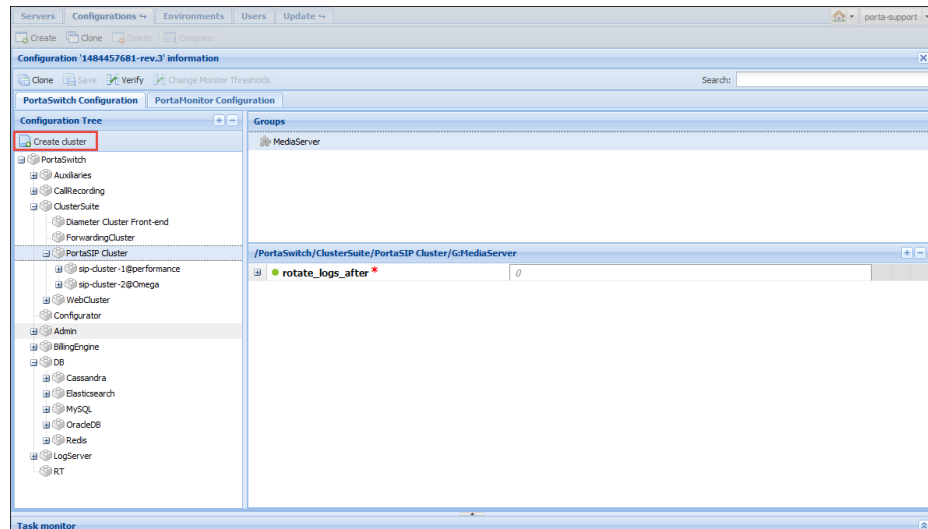 Servers Configurations Environments Users Update porta-support
Create Clone Delete Compare
Configuration '1484457681-rev.3' information
Clone Save Verify Change Monitor Thresholds Search:
PortaSwitch Configuration PortaMonitor Configuration
Configuration Tree
Create cluster
PortaSwitch
Auxiliaries
CallRecording
ClusterSuite
Diameter Cluster Front-end
ForwardingCluster
PortaSIP Cluster
sip-cluster-1@performance
sip-cluster-2@Omega
WebCluster
Configurator
Admin
BillingEngine
DB
Cassandra
Elasticsearch
MySQL
OracleDB
Redis
LogServer
RT
Groups
MediaServer
/PortaSwitch/ClusterSuite/PortaSIP Cluster/G:MediaServer
rotate_logs_after * 0
Task monitor